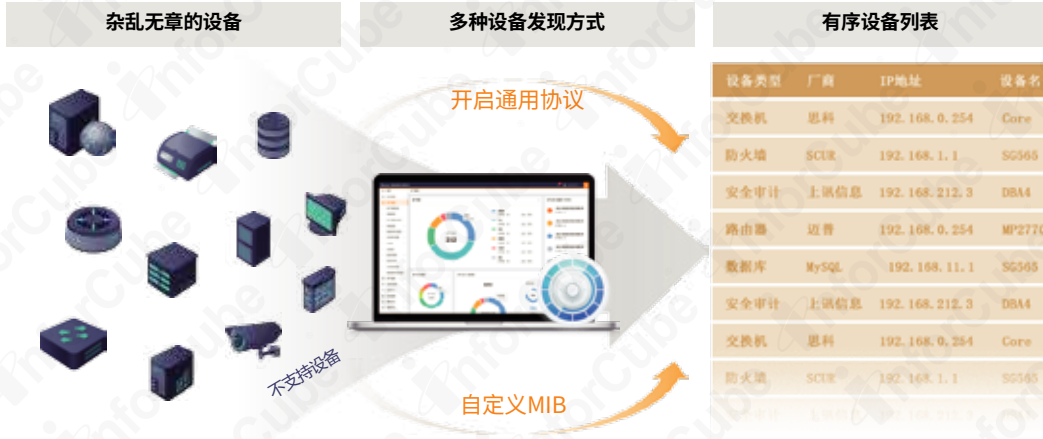 杂乱无章的设备
多种设备发现方式
有序设备列表
开启通用协议
不支持设备
自定义MIB
设备类型 厂商 IP地址 设备名
交换机 思科 192.168.0.254 Core
防火墙 SCUR 192.168.1.1 SG565
安全审计 上讯信息 192.168.212.3 DBA4
路由器 迈普 192.168.0.254 MP2770
数据库 MySQL 192.168.11.1 SG565
安全审计 上讯信息 192.168.212.3 DBA4
交换机 思科 192.168.0.254 Core
防火墙 SCUR 192.168.1.1 SG565
InforCube